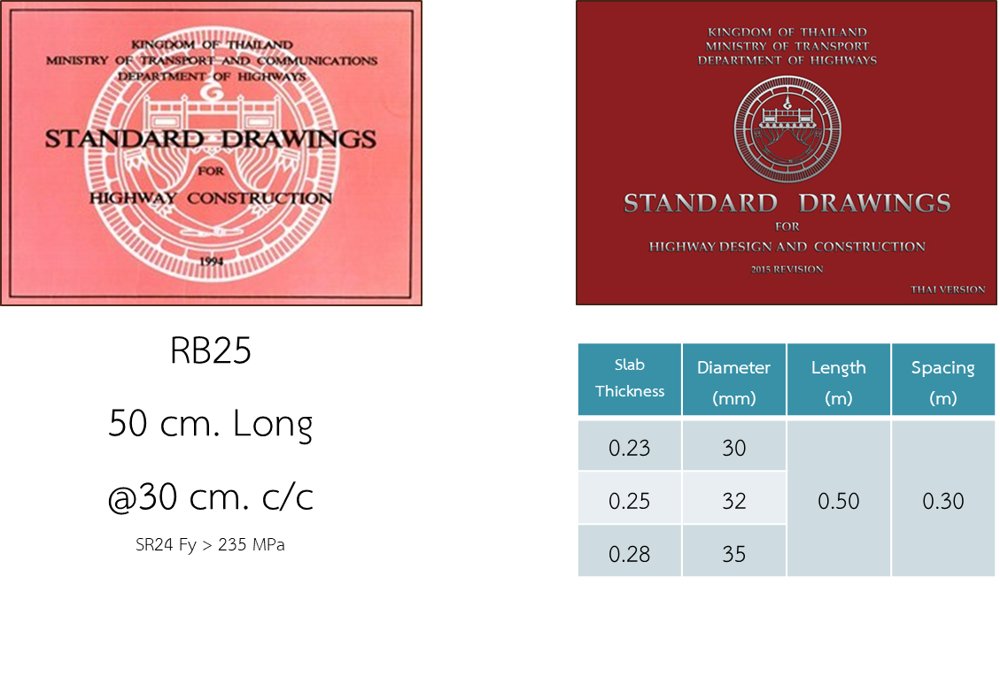 KINGDOM OF THAILAND
MINISTRY OF TRANSPORT AND COMMUNICATIONS
DEPARTMENT OF HIGHWAYS
STANDARD DRAWINGS
FOR
HIGHWAY CONSTRUCTION
1994
RB25
50 cm. Long
@30 cm. c/c
SR24 Fy > 235 MPa
KINGDOM OF THAILAND
MINISTRY OF TRANSPORT
DEPARTMENT OF HIGHWAYS
STANDARD DRAWINGS
FOR
HIGHWAY DESIGN AND CONSTRUCTION
2015 REVISION
THAI VERSION
Slab Thickness Diameter (mm) Length (m) Spacing (m)
0.23 30
0.25 32 0.50 0.30
0.28 35